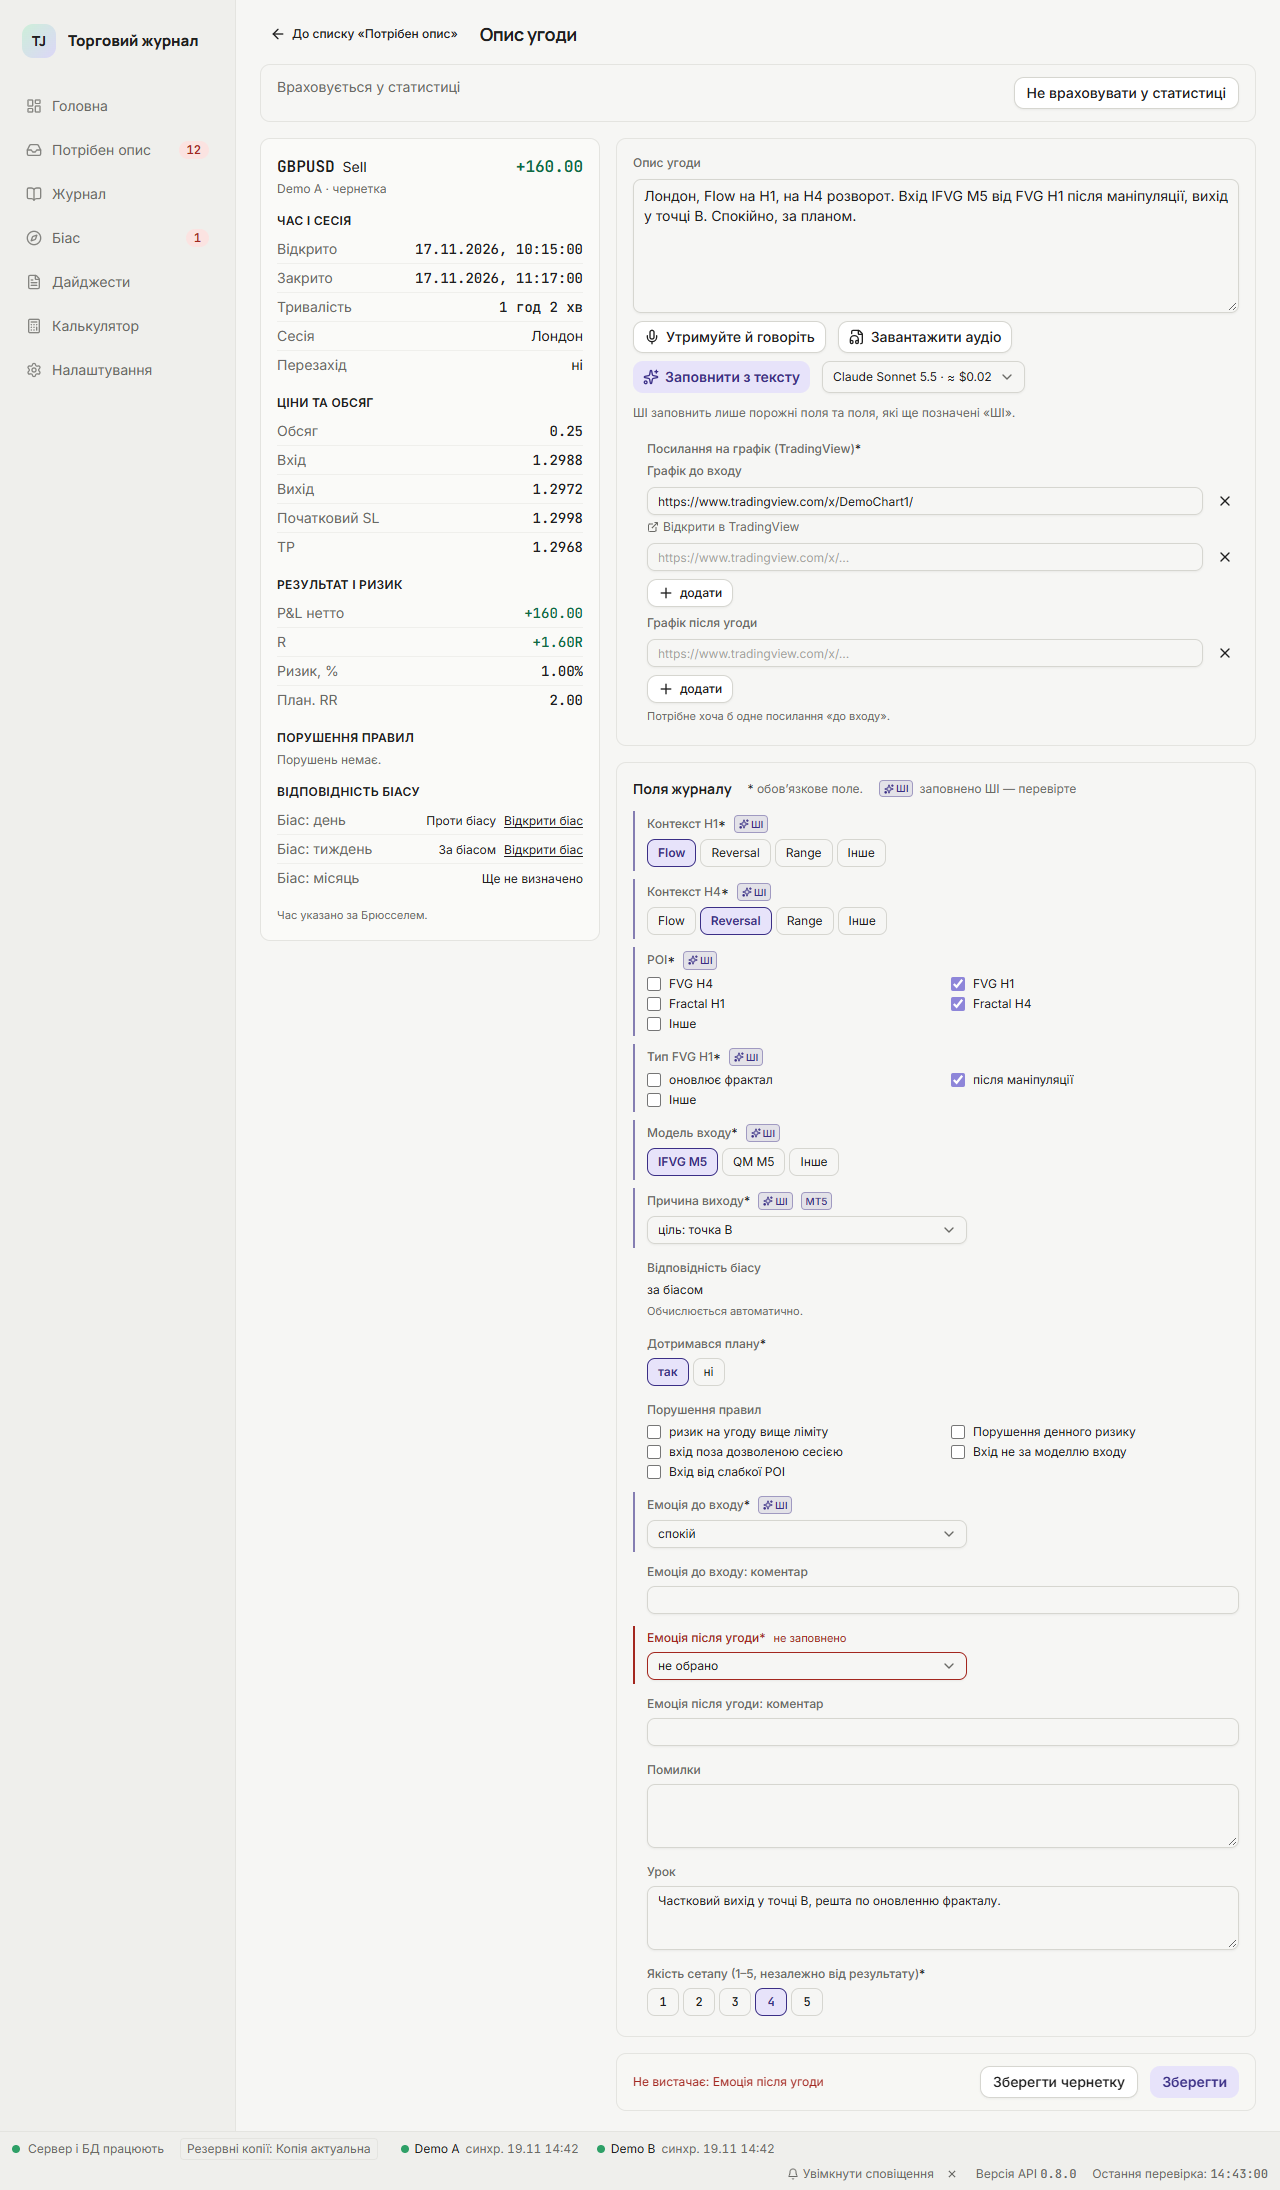 TJ Торговий журнал
Головна
Потрібен опис 12
Журнал
Біас 1
Дайджести
Калькулятор
Налаштування
До списку «Потрібен опис» Опис угоди
Враховується у статистиці Не враховувати у статистиці
GBPUSD Sell +160.00
Demo A · чернетка
ЧАС І СЕСІЯ
Відкрито 17.11.2026, 10:15:00
Закрито 17.11.2026, 11:17:00
Тривалість 1 год 2 хв
Сесія Лондон
Перезахід ні
ЦІНИ ТА ОБСЯГ
Обсяг 0.25
Вхід 1.2988
Вихід 1.2972
Початковий SL 1.2998
TP 1.2968
РЕЗУЛЬТАТ І РИЗИК
P&L нетто +160.00
R +1.60R
Ризик, % 1.00%
План. RR 2.00
ПОРУШЕННЯ ПРАВИЛ
Порушень немає.
ВІДПОВІДНІСТЬ БІАСУ
Біас: день Проти біасу Відкрити біас
Біас: тиждень За біасом Відкрити біас
Біас: місяць Ще не визначено
Час указано за Брюсселем.
Опис угоди
Лондон, Flow на H1, на H4 розворот. Вхід IFVG M5 від FVG H1 після маніпуляції, вихід
у точці B. Спокійно, за планом.
Утримуйте й говоріть Завантажити аудіо
Заповнити з тексту Claude Sonnet 5.5 · ≈ $0.02
ШІ заповнить лише порожні поля та поля, які ще позначені «ШІ».
Посилання на графік (TradingView)*
Графік до входу
https://www.tradingview.com/x/DemoChart1/
Відкрити в TradingView
https://www.tradingview.com/x/...
додати
Графік після угоди
https://www.tradingview.com/x/...
додати
Потрібне хоча б одне посилання «до входу».
Поля журналу * обов’язкове поле. ШІ заповнено ШІ — перевірте
Контекст H1* ШІ
Flow Reversal Range Інше
Контекст H4* ШІ
Flow Reversal Range Інше
POI* ШІ
FVG H4 FVG H1
Fractal H1 Fractal H4
Інше
Тип FVG H1* ШІ
оновлює фрактал після маніпуляції
Інше
Модель входу* ШІ
IFVG M5 QM M5 Інше
Причина виходу* ШІ MT5
ціль: точка B
Відповідність біасу
за біасом
Обчислюється автоматично.
Дотримався плану*
так ні
Порушення правил
ризик на угоду вище ліміту Порушення денного ризику
вхід поза дозволеною сесією Вхід не за моделлю входу
Вхід від слабкої POI
Емоція до входу* ШІ
спокій
Емоція до входу: коментар
Емоція після угоди* не заповнено
не обрано
Емоція після угоди: коментар
Помилки
Урок
Частковий вихід у точці B, решта по оновленню фракталу.
Якість сетапу (1–5, незалежно від результату)*
1 2 3 4 5
Не вистачає: Емоція після угоди Зберегти чернетку Зберегти
Сервер і БД працюють Резервні копії: Копія актуальна Demo A синхр. 19.11 14:42 Demo B синхр. 19.11 14:42
Увімкнути сповіщення Версія API 0.8.0 Остання перевірка: 14:43:00